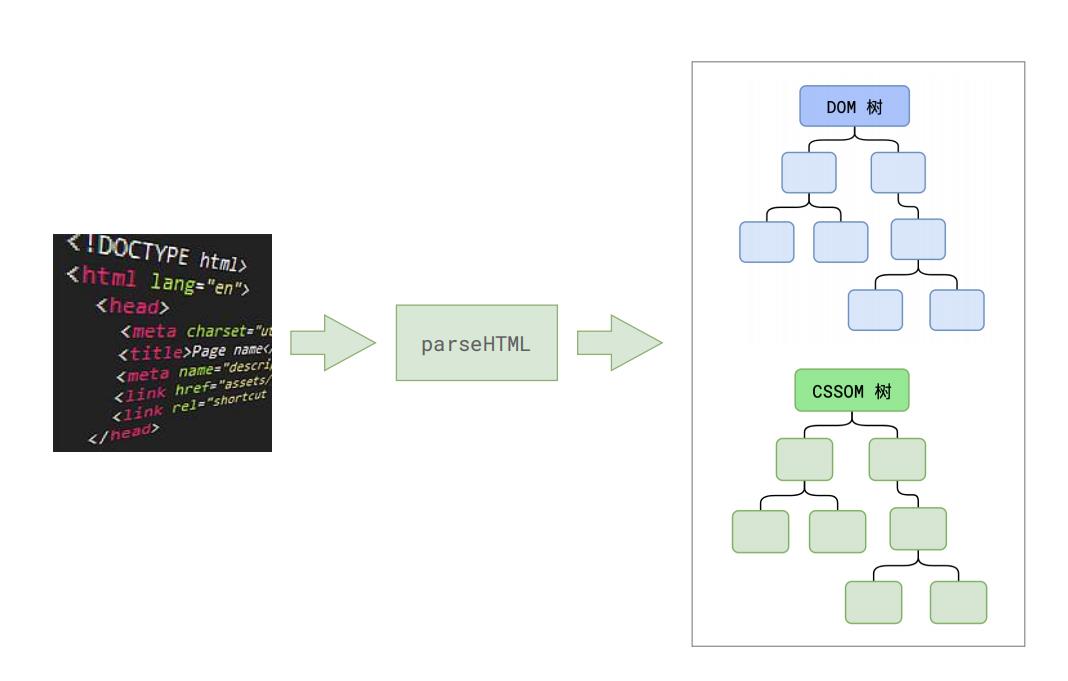 <!DOCTYPE html>
<html lang="en">
<head>
<meta charset="ut
<title>Page name</
<meta name="descri
<link href="assets/
<link rel="shortcut
</head>
parseHTML
DOM 树
CSSOM 树